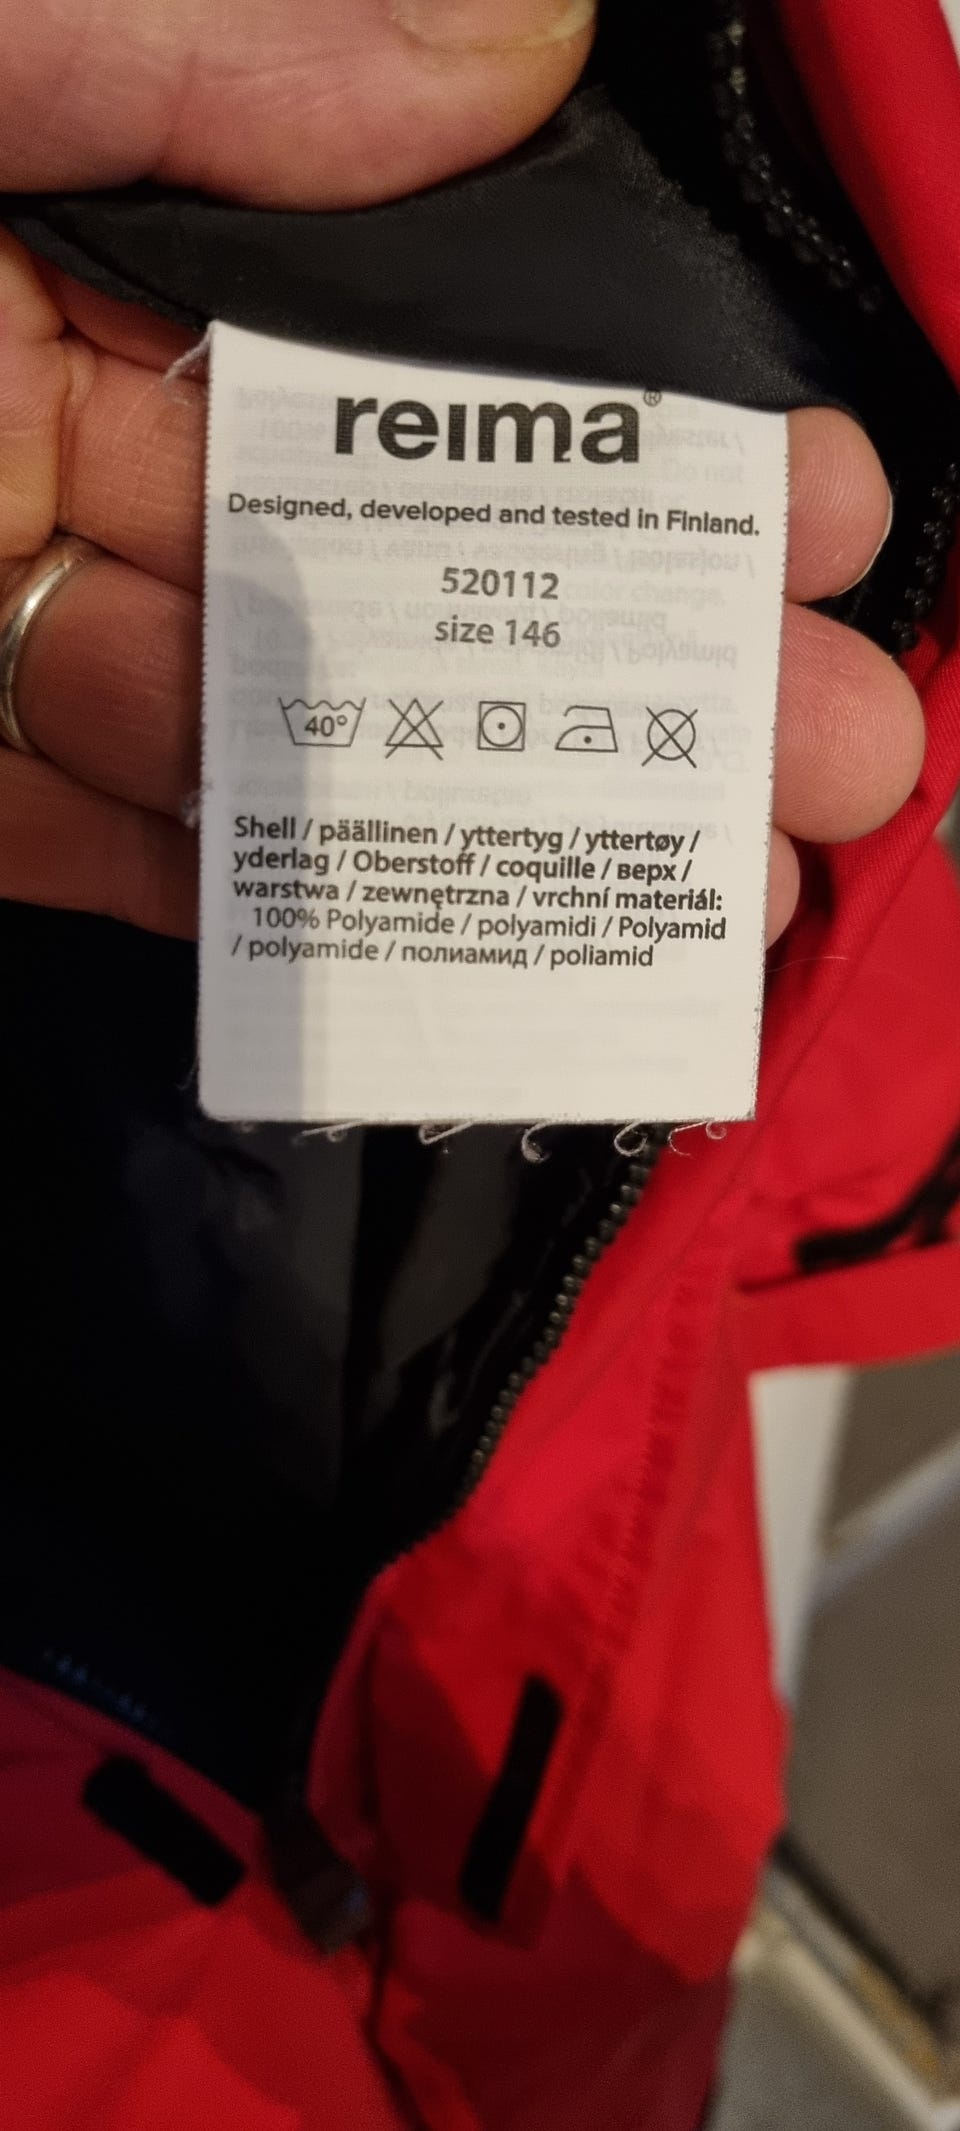 reima®
Designed, developed and tested in Finland.
520112
size 146
40°
Shell / päällinen / yttertyg / yttertøy /
yderlag / Oberstoff / coquille / верх /
warstwa / zewnętrzna / vrchní materiál:
100% Polyamide / polyamidi / Polyamid
/ polyamide / полиамид / poliamid